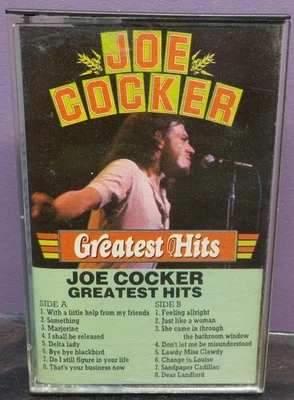 JOE
COCKER
Greatest Hits
JOE COCKER
GREATEST HITS
SIDE A
1. With a little help from my friends
2. Something
3. Marjorine
4. I shall be released
5. Delta lady
6. Bye bye blackbird
7. Do I still figure in your life
8. That's your business now
SIDE B
1. Feeling allright
2. Just like a woman
3. She came in through
the bathroom window
4. Don't let me be misunderstood
5. Lawdy Miss Clawdy
6. Change in Louise
7. Sandpaper Cadillac
8. Dear Landlord